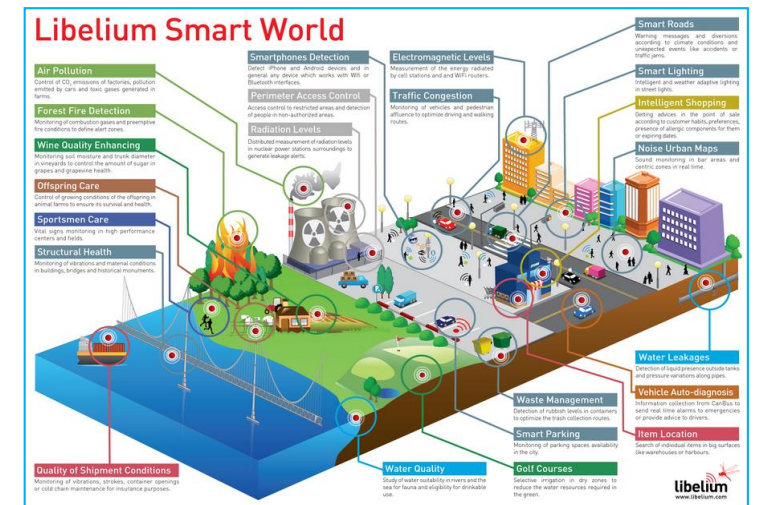 Libelium Smart World
Air Pollution
Control of CO₂ emissions of factories, pollution
emitted by cars and toxic gases generated in
farms.
Forest Fire Detection
Monitoring of combustion gases and preemptive
fire conditions to define alert zones.
Wine Quality Enhancing
Monitoring soil moisture and trunk diameter
in vineyards to control the amount of sugar in
grapes and grapevine health.
Offspring Care
Control of growing conditions of the offspring in
animal farms to ensure its survival and health.
Sportsmen Care
Vital signs monitoring in high performance
centers and fields.
Structural Health
Monitoring of vibrations and material conditions
in buildings, bridges and historical monuments.
Quality of Shipment Conditions
Monitoring of vibrations, strokes, container openings
or cold chain maintenance for insurance purposes.
Smartphones Detection
Detect iPhone and Android devices and in
general any device which works with Wifi or
Bluetooth interfaces.
Perimeter Access Control
Access control to restricted areas and detection
of people in non-authorized areas.
Radiation Levels
Distributed measurement of radiation levels
in nuclear power stations surroundings to
generate leakage alerts.
Electromagnetic Levels
Measurement of the energy radiated
by cell stations and and WiFi routers.
Traffic Congestion
Monitoring of vehicles and pedestrian
affluence to optimize driving and walking
routes.
Smart Roads
Warning messages and diversions
according to climate conditions and
unexpected events like accidents or
traffic jams.
Smart Lighting
Intelligent and weather adaptive lighting
in street lights.
Intelligent Shopping
Getting advices in the point of sale
according to customer habits, preferences,
presence of allergic components for them
or expiring dates.
Noise Urban Maps
Sound monitoring in bar areas and
centric zones in real time.
Water Leakages
Detection of liquid presence outside tanks
and pressure variations along pipes.
Vehicle Auto-diagnosis
Information collection from CanBus to
send real time alarms to emergencies
or provide advice to drivers.
Item Location
Search of individual items in big surfaces
like warehouses or harbours.
Waste Management
Detection of rubbish levels in containers
to optimize the trash collection routes.
Smart Parking
Monitoring of parking spaces availability
in the city.
Golf Courses
Selective irrigation in dry zones to
reduce the water resources required in
the green.
Water Quality
Study of water suitability in rivers and the
sea for fauna and eligibility for drinkable
use.
libelium
www.libelium.com